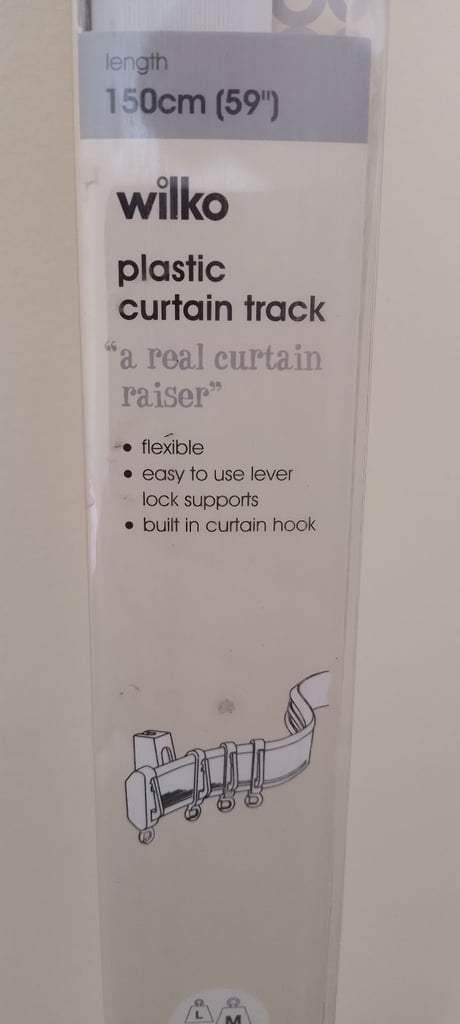 length
150cm (59")
wilko
plastic
curtain track
"a real curtain
raiser"
• flexible
• easy to use lever
lock supports
• built in curtain hook
L M